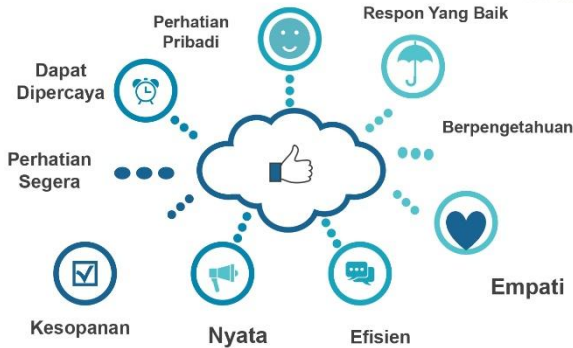 Perhatian
Pribadi
Respon Yang Baik
Dapat
Dipercaya
Berpengetahuan
Perhatian
Segera
Empati
Kesopanan
Nyata
Efisien